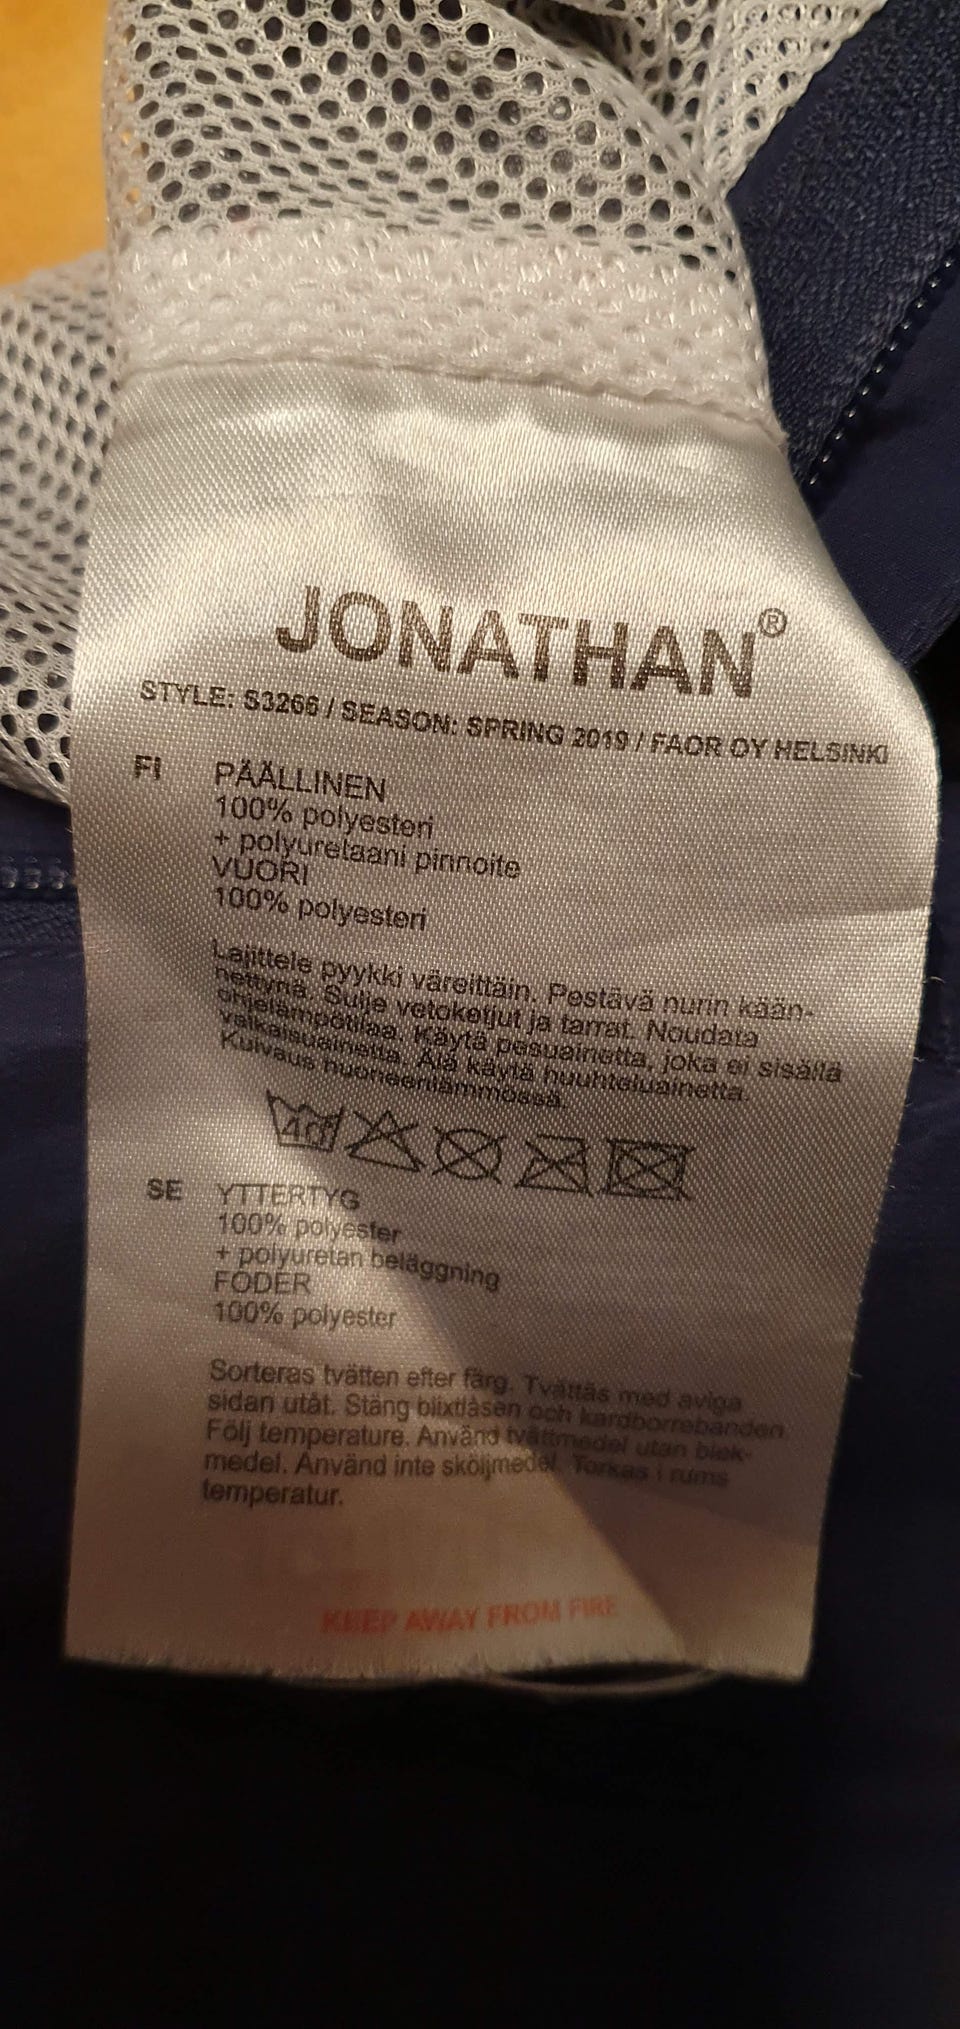 JONATHAN®
STYLE: S3266 / SEASON: SPRING 2019 / FAOR OY HELSINKI
FI PÄÄLLINEN
100% polyesteri
+ polyuretaani pinnoite
VUORI
100% polyesteri
Lajittele pyykki väreittäin. Pestävä nurin kään-
nettynä. Sulje vetoketjut ja tarrat. Noudata
ohjelämpötilaa. Käytä pesuainetta, joka ei sisällä
valkaisuainetta. Älä käytä huuhteluainetta.
Kuivaus huoneenlämmössä.
40°
SE YTTERTYG
100% polyester
+ polyuretan beläggning
FODER
100% polyester
Sorteras tvätten efter färg. Tvättäs med aviga
sidan utåt. Stäng blixtlåsen och kardborrebanden
Följ temperature. Använd tvättmedel utan blek-
medel. Använd inte sköljmedel. Torkas i rums
temperatur.
KEEP AWAY FROM FIRE